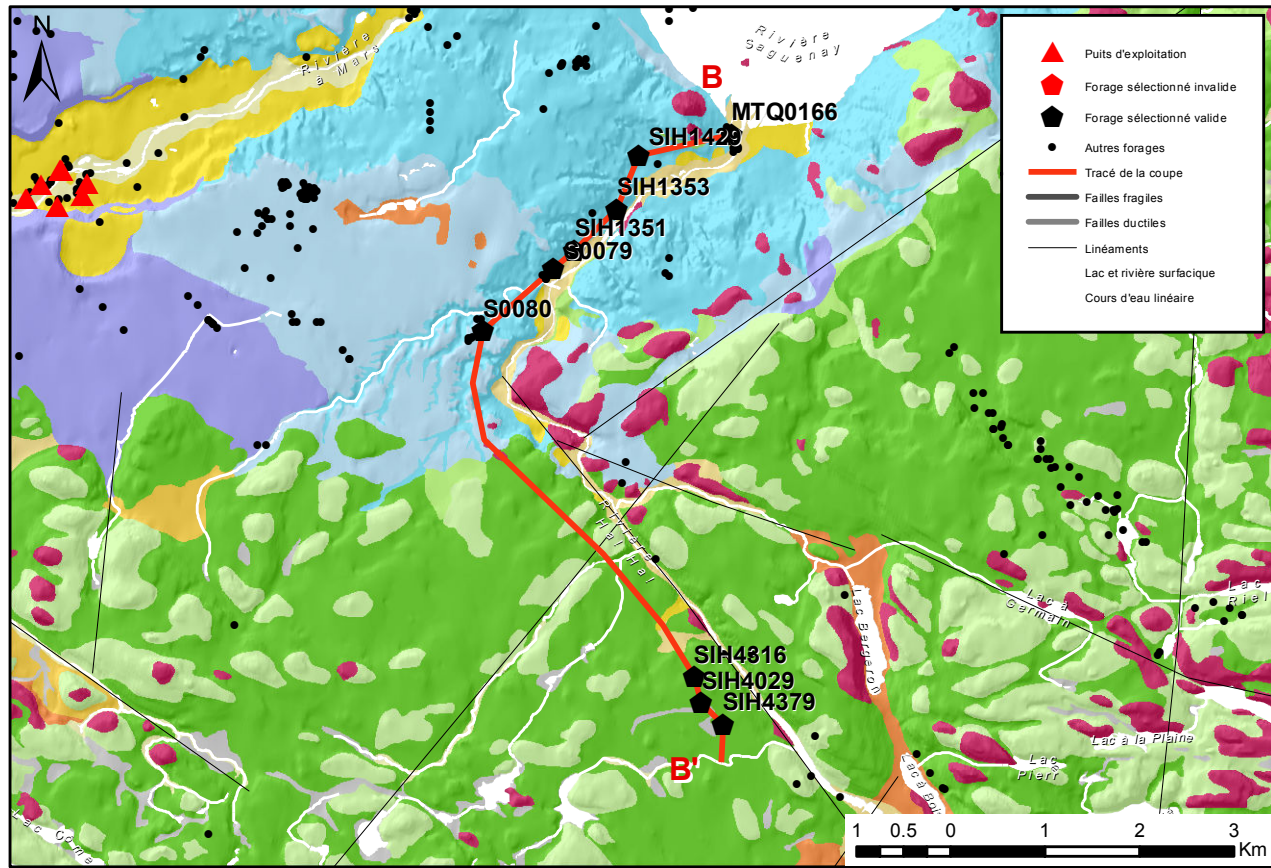 N
Rivière
à Mars
Rivière
Saguenay
B
MTQ0166
SIH1429
SIH1353
SIH1351
S0079
S0080
Rivière
Ha! Ha!
SIH4316
SIH4029
SIH4379
B'
Lac Bergeron
Lac à
Germain
Lac
Riel
Lac à la Plaine
Lac
Pierr
Lac Côme
Puits d'exploitation
Forage sélectionné invalide
Forage sélectionné valide
Autres forages
Tracé de la coupe
Failles fragiles
Failles ductiles
Linéaments
Lac et rivière surfacique
Cours d'eau linéaire
1 0.5 0 1 2 3
Km